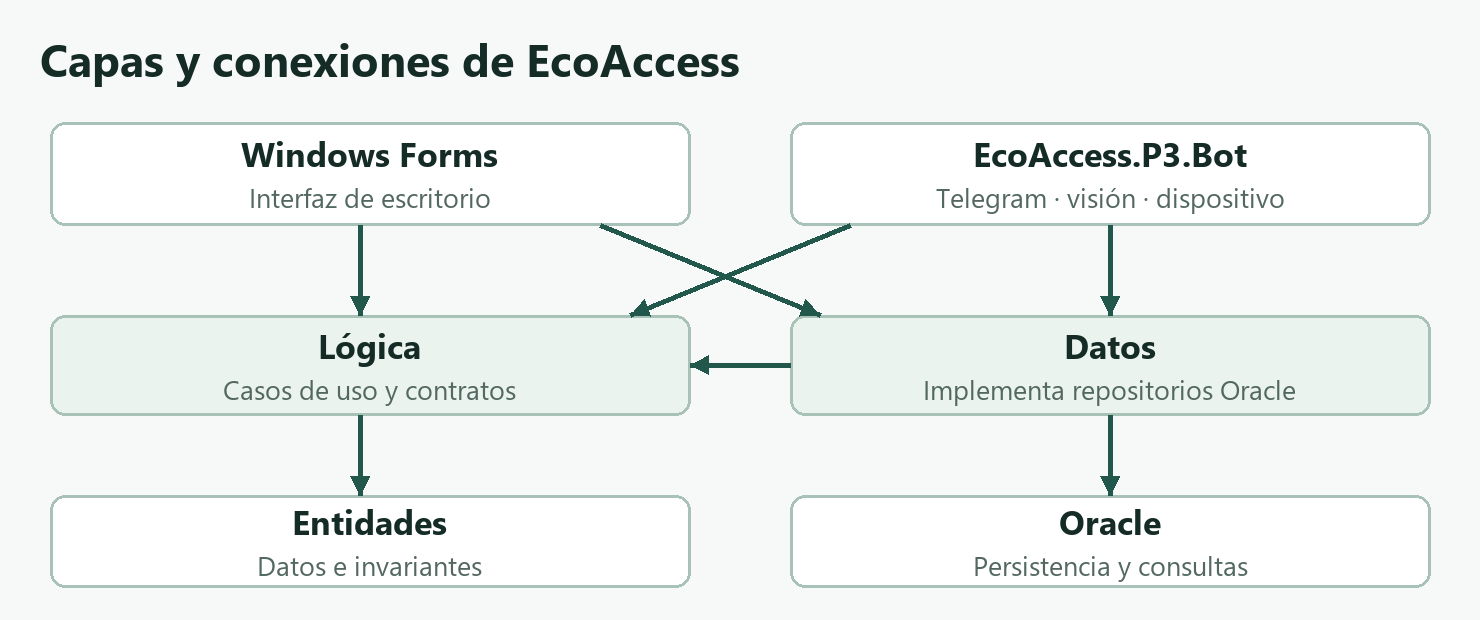 Capas y conexiones de EcoAccess
Windows Forms
Interfaz de escritorio
EcoAccess.P3.Bot
Telegram · visión · dispositivo
Lógica
Casos de uso y contratos
Datos
Implementa repositorios Oracle
Entidades
Datos e invariantes
Oracle
Persistencia y consultas